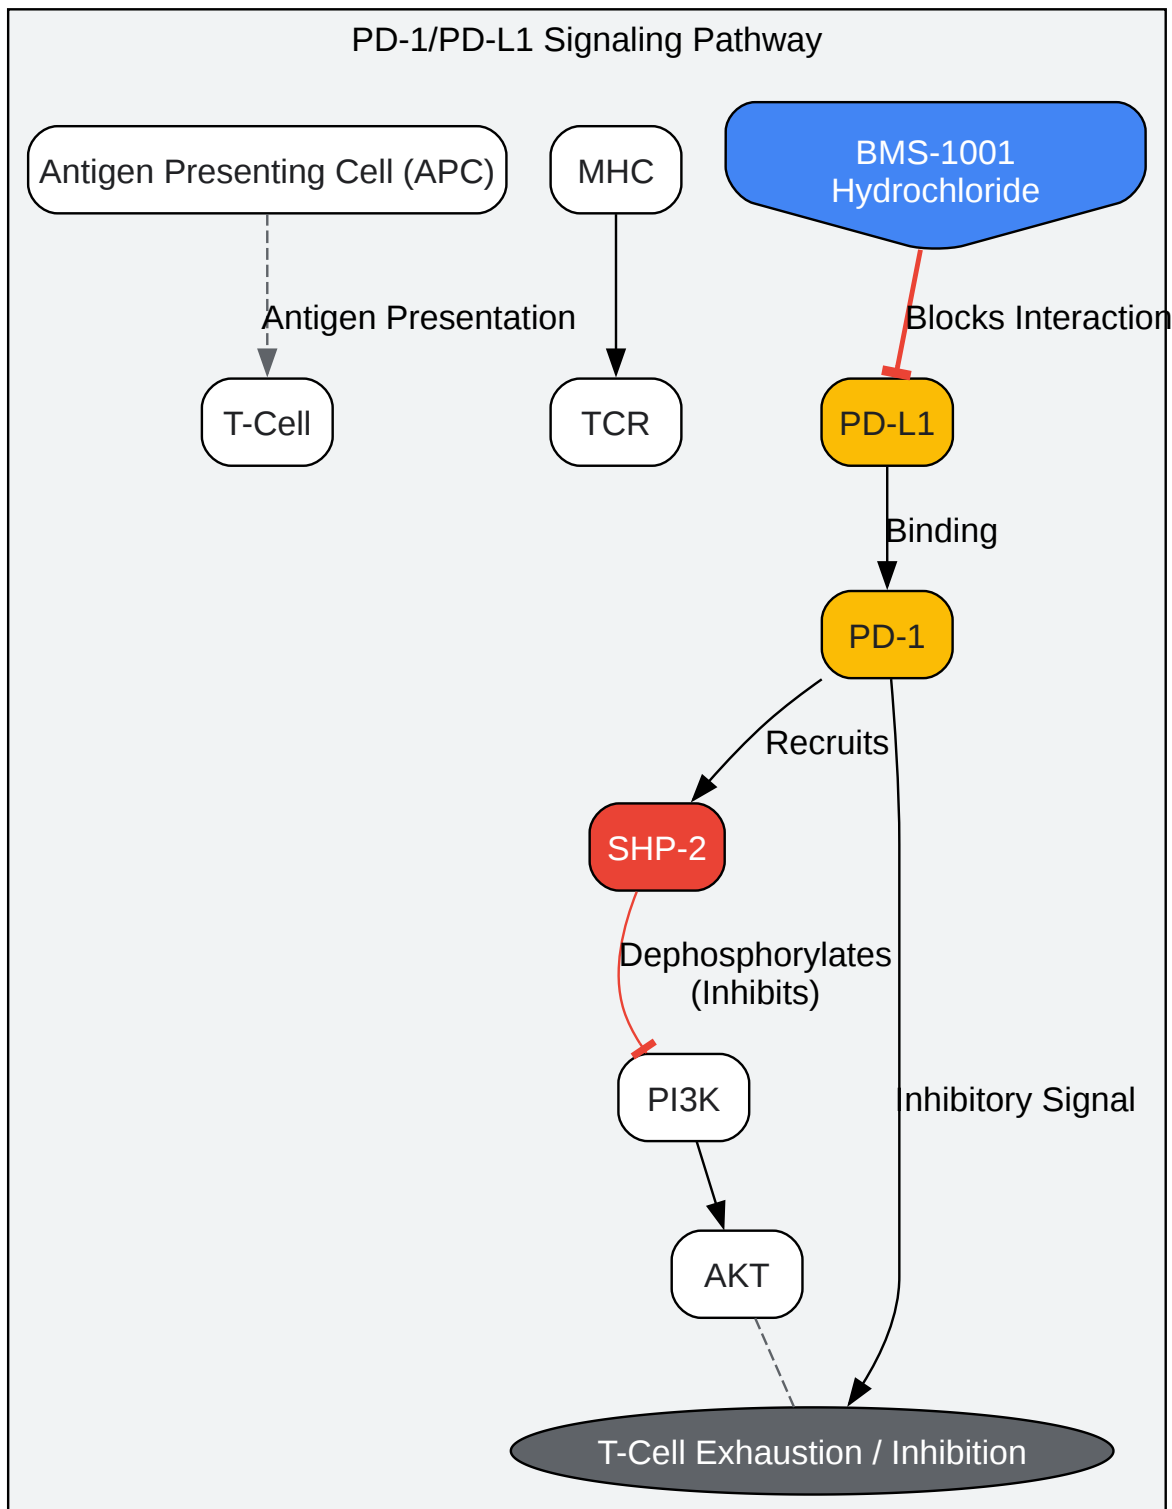 PD-1/PD-L1 Signaling Pathway
Antigen Presenting Cell (APC)
MHC
BMS-1001
Hydrochloride
Antigen Presentation
Blocks Interaction
T-Cell
TCR
PD-L1
Binding
PD-1
Recruits
SHP-2
Dephosphorylates
(Inhibits)
PI3K
Inhibitory Signal
AKT
T-Cell Exhaustion / Inhibition